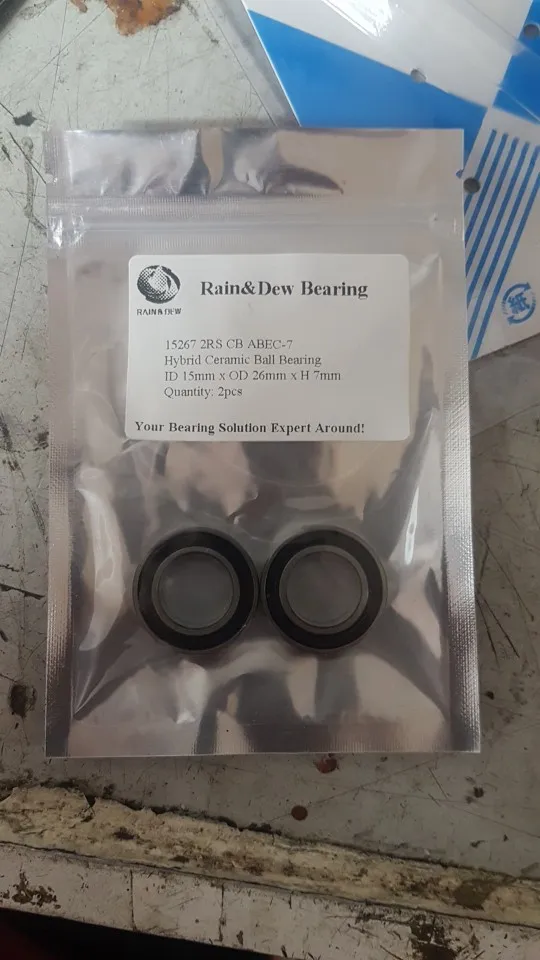 Rain&Dew Bearing
RAIN & DEW
15267 2RS CB ABEC-7
Hybrid Ceramic Ball Bearing
ID 15mm x OD 26mm x H 7mm
Quantity: 2pcs
Your Bearing Solution Expert Around!
紙